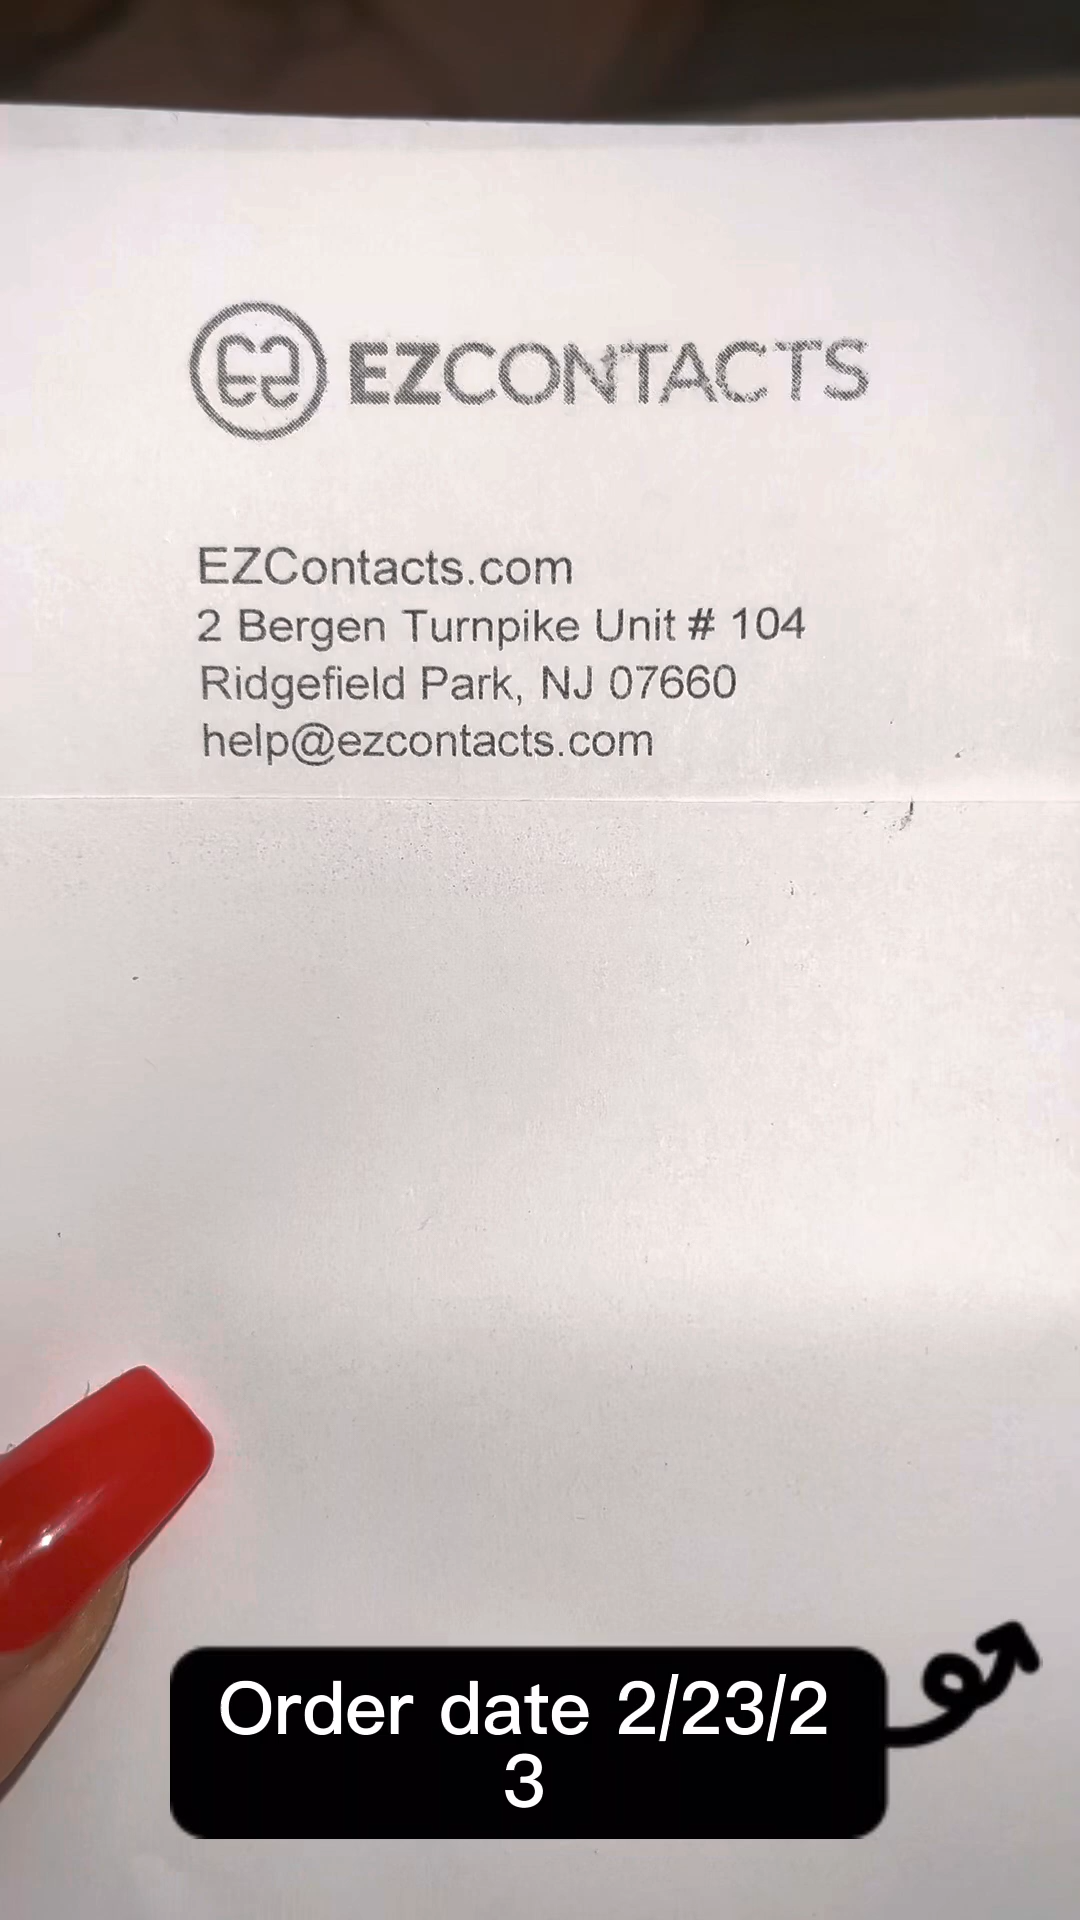 EZCONTACTS
EZContacts.com
2 Bergen Turnpike Unit # 104
Ridgefield Park, NJ 07660
help@ezcontacts.com
Order date 2/23/2
3